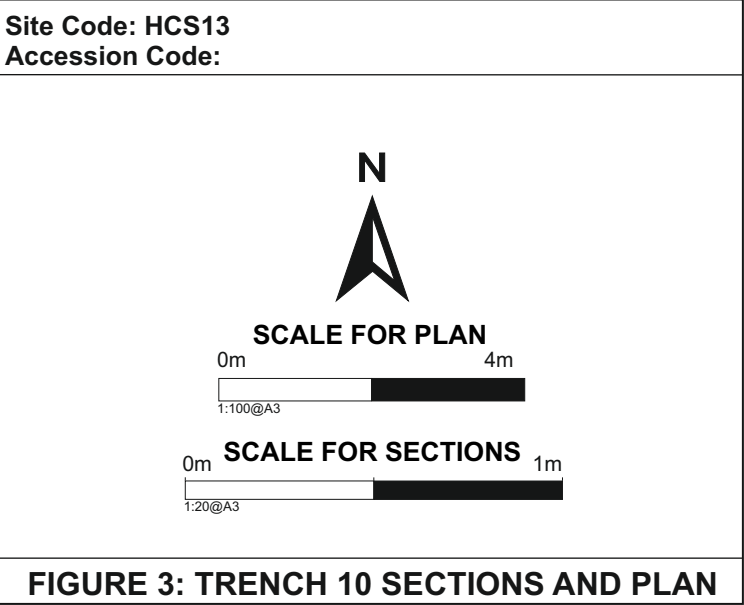 Site Code: HCS13
Accession Code:
N
SCALE FOR PLAN
0m 4m
1:100@A3
SCALE FOR SECTIONS
0m 1m
1:20@A3
FIGURE 3: TRENCH 10 SECTIONS AND PLAN